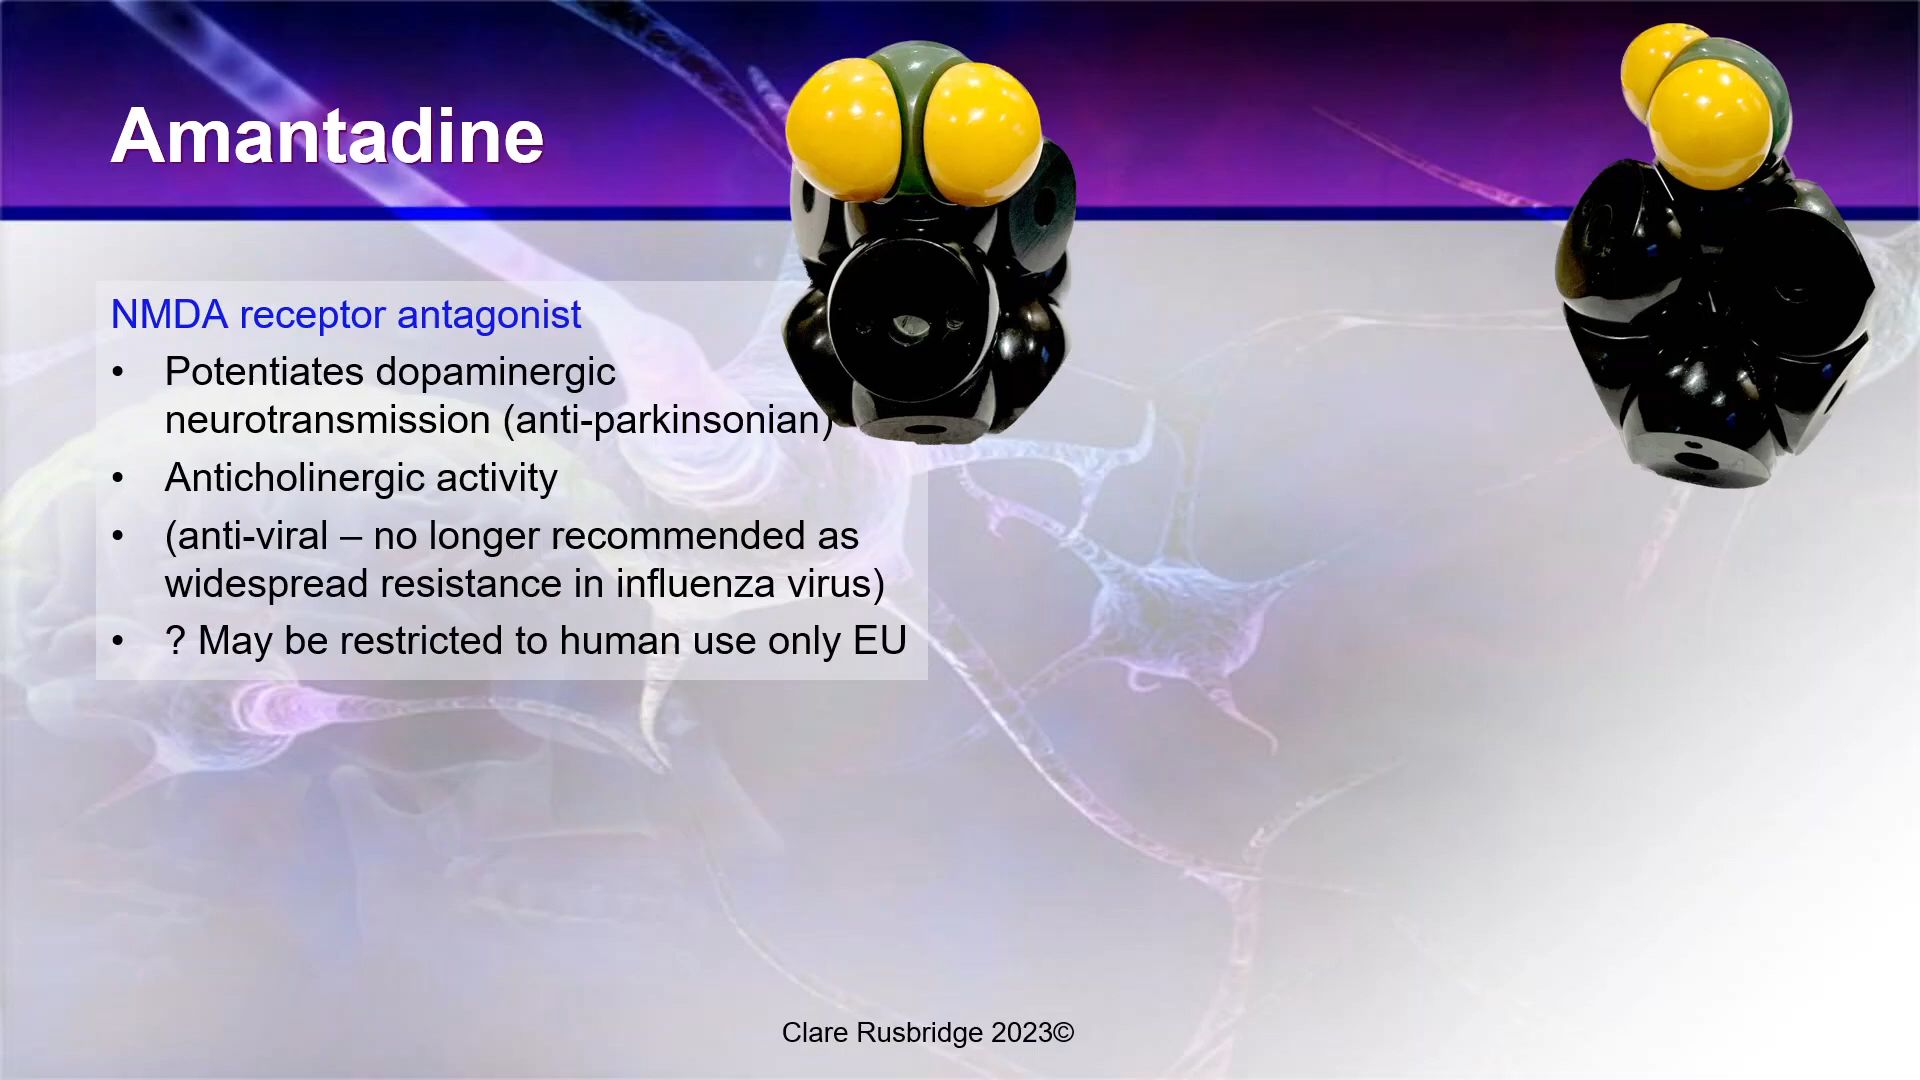 Amantadine
NMDA receptor antagonist
• Potentiates dopaminergic
neurotransmission (anti-parkinsonian)
• Anticholinergic activity
• (anti-viral – no longer recommended as
widespread resistance in influenza virus)
• ? May be restricted to human use only EU
Clare Rusbridge 2023©